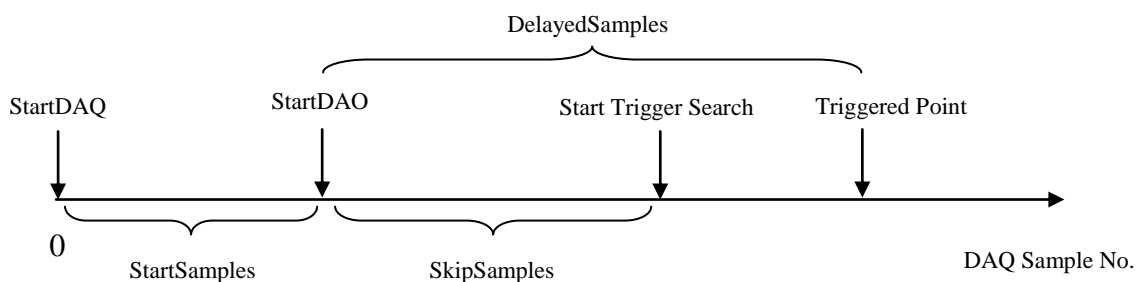 DelayedSamples
StartDAQ
StartDAO
Start Trigger Search
Triggered Point
0
StartSamples
SkipSamples
DAQ Sample No.